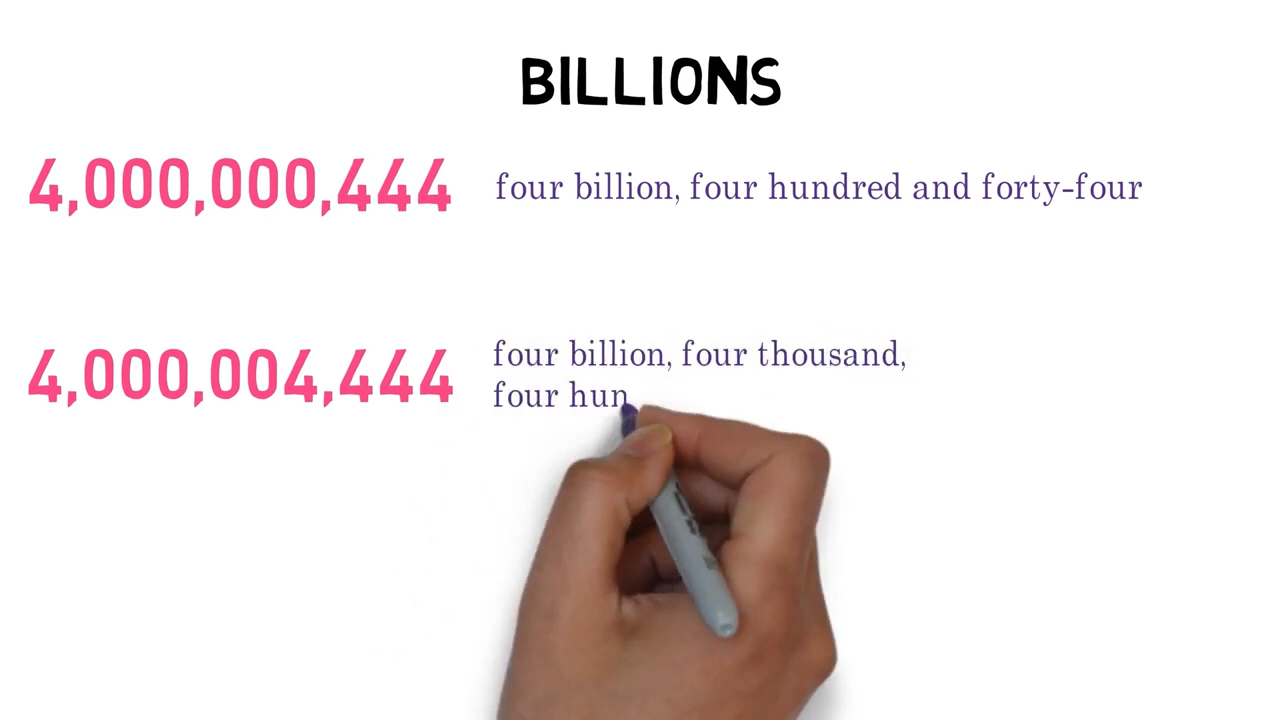 BILLIONS
4,000,000,444 four billion, four hundred and forty-four
4,000,004,444 four billion, four thousand,
four hun